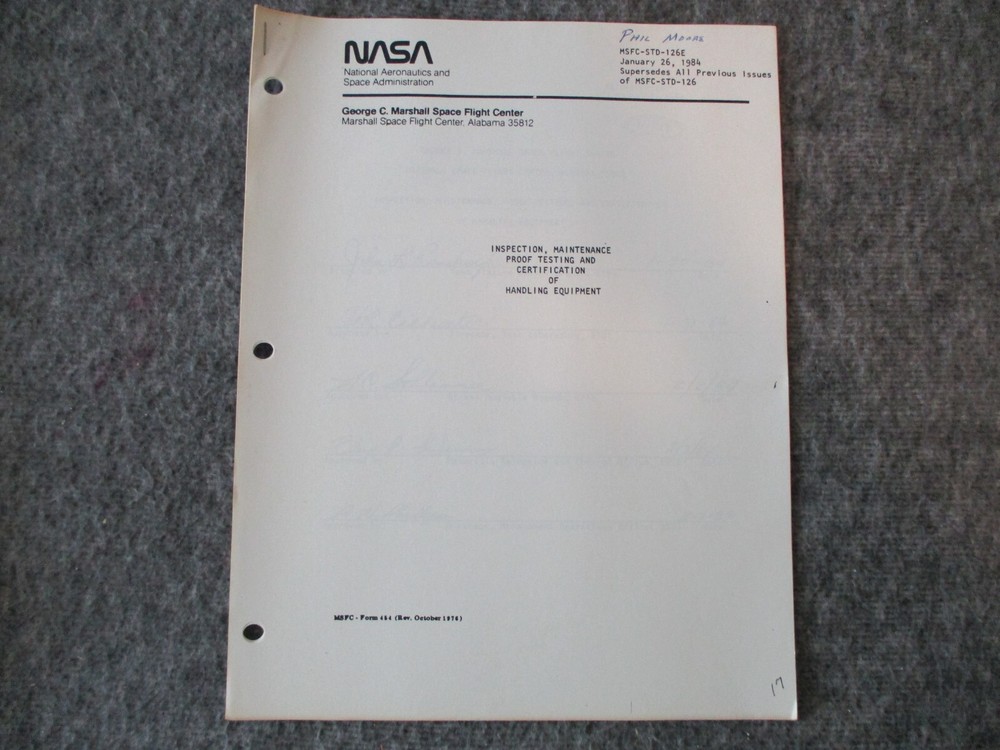 Phil Moore
NASA
National Aeronautics and
Space Administration
MSFC-STD-126E
January 26, 1984
Supersedes All Previous Issues
of MSFC-STD-126
George C. Marshall Space Flight Center
Marshall Space Flight Center, Alabama 35812
INSPECTION, MAINTENANCE
PROOF TESTING AND
CERTIFICATION
OF
HANDLING EQUIPMENT
MSFC - Form 454 (Rev. October 1976)
17